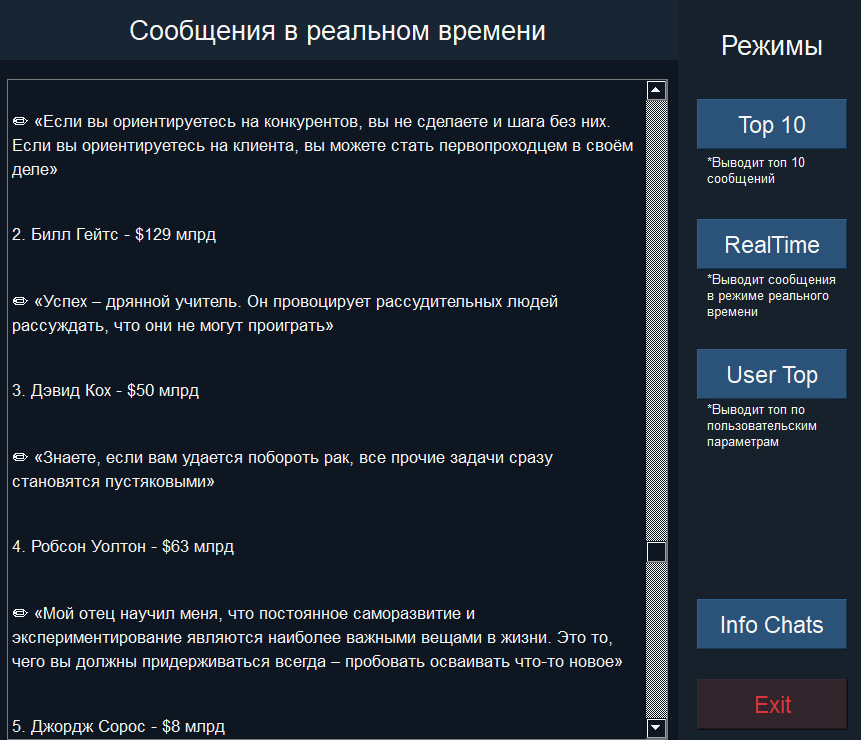 Сообщения в реальном времени
✏ «Если вы ориентируетесь на конкурентов, вы не сделаете и шага без них.
Если вы ориентируетесь на клиента, вы можете стать первопроходцем в своём
деле»
2. Билл Гейтс - $129 млрд
✏ «Успех – дрянной учитель. Он провоцирует рассудительных людей
рассуждать, что они не могут проиграть»
3. Дэвид Кох - $50 млрд
✏ «Знаете, если вам удается побороть рак, все прочие задачи сразу
становятся пустяковыми»
4. Робсон Уолтон - $63 млрд
✏ «Мой отец научил меня, что постоянное саморазвитие и
экспериментирование являются наиболее важными вещами в жизни. Это то,
чего вы должны придерживаться всегда – пробовать осваивать что-то новое»
5. Джордж Сорос - $8 млрд
Режимы
Top 10
*Выводит топ 10
сообщений
RealTime
*Выводит сообщения
в режиме реального
времени
User Top
*Выводит топ по
пользовательским
параметрам
Info Chats
Exit